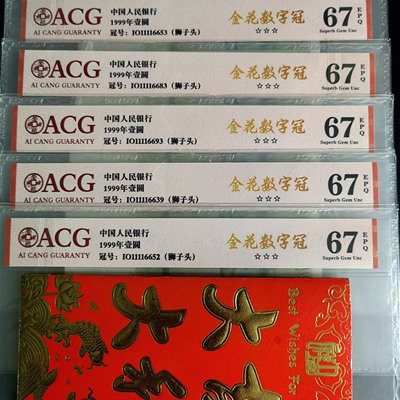 ACG
AI CANG GUARANTY
中国人民银行
1999年壹圆
冠号：IO11116653（狮子头）
金花数字冠
☆☆☆
67 EPQ
Superb Gem Unc
ACG
AI CANG GUARANTY
中国人民银行
1999年壹圆
冠号：IO11116683（狮子头）
金花数字冠
☆☆☆
67 EPQ
Superb Gem Unc
ACG
AI CANG GUARANTY
中国人民银行
1999年壹圆
冠号：IO11116693（狮子头）
金花数字冠
☆☆☆
67 EPQ
Superb Gem Unc
ACG
AI CANG GUARANTY
中国人民银行
1999年壹圆
冠号：IO11116639（狮子头）
金花数字冠
☆☆☆
67 EPQ
Superb Gem Unc
ACG
AI CANG GUARANTY
中国人民银行
1999年壹圆
冠号：IO11116652（狮子头）
金花数字冠
☆☆☆
67 EPQ
Superb Gem Unc
大
大
Best Wishes For